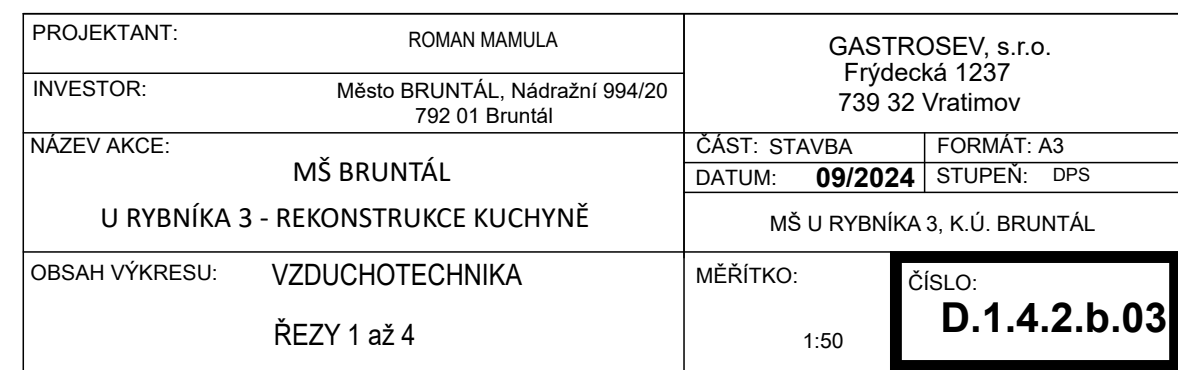 PROJEKTANT: ROMAN MAMULA
GASTROSEV, s.r.o.
Frýdecká 1237
739 32 Vratimov
INVESTOR: Město BRUNTÁL, Nádražní 994/20
792 01 Bruntál
NÁZEV AKCE:
MŠ BRUNTÁL
U RYBNÍKA 3 - REKONSTRUKCE KUCHYNĚ
ČÁST: STAVBA FORMÁT: A3
DATUM: 09/2024 STUPEŇ: DPS
MŠ U RYBNÍKA 3, K.Ú. BRUNTÁL
OBSAH VÝKRESU: VZDUCHOTECHNIKA
ŘEZY 1 až 4
MĚŘÍTKO:
1:50
ČÍSLO:
D.1.4.2.b.03